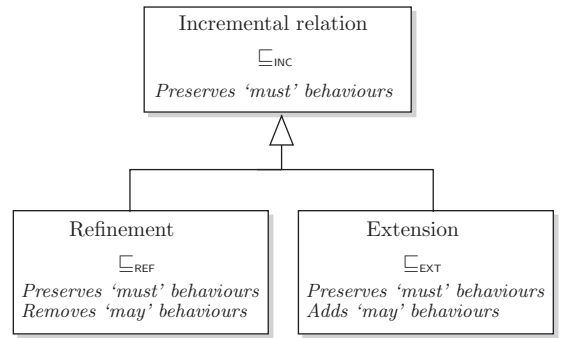 Incremental relation
⊑INC
Preserves ‘must’ behaviours
Refinement
⊑REF
Preserves ‘must’ behaviours
Removes ‘may’ behaviours
Extension
⊑EXT
Preserves ‘must’ behaviours
Adds ‘may’ behaviours